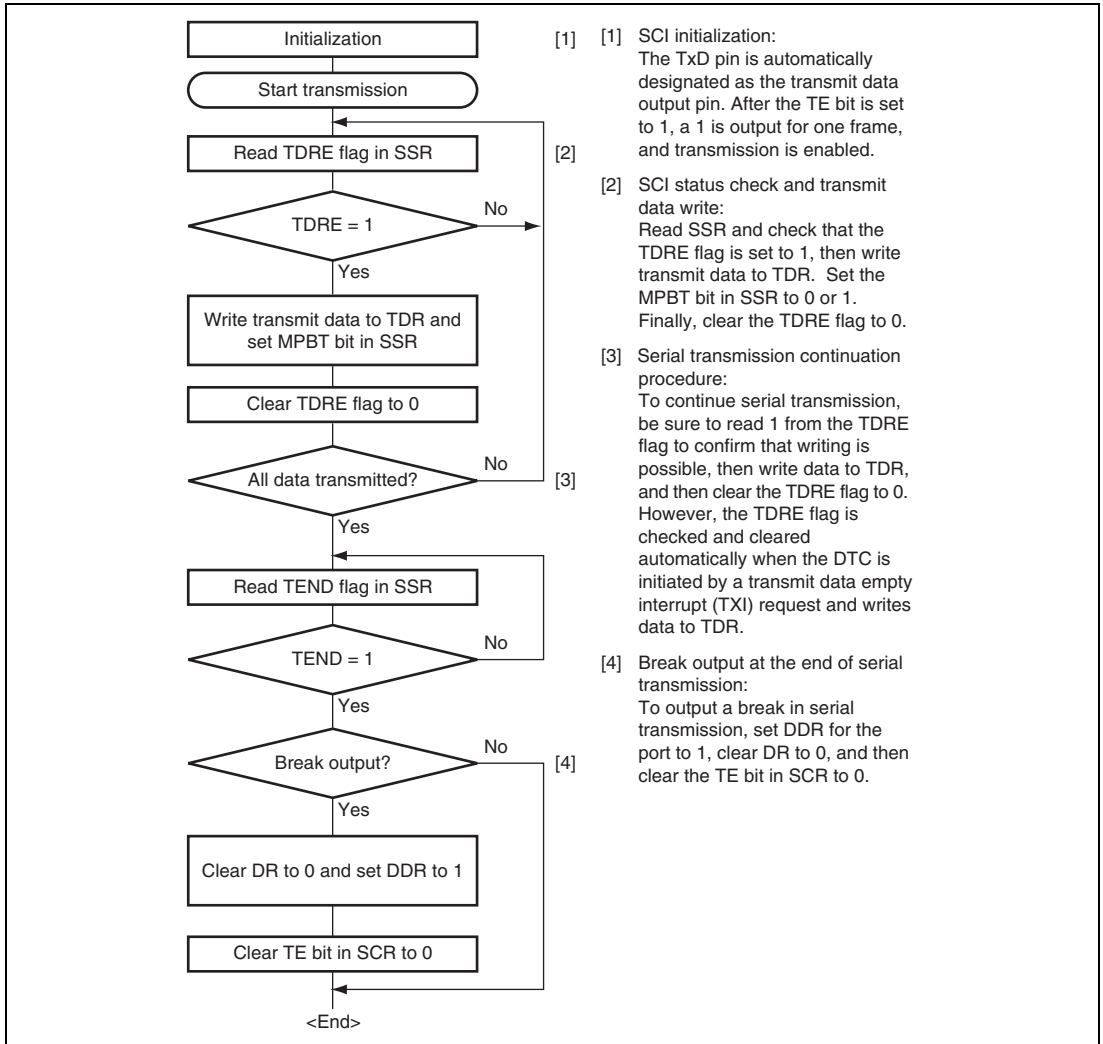 Initialization
[1]
Start transmission
Read TDRE flag in SSR
[2]
TDRE = 1
No
Yes
Write transmit data to TDR and
set MPBT bit in SSR
Clear TDRE flag to 0
All data transmitted?
No
[3]
Yes
Read TEND flag in SSR
TEND = 1
No
Yes
Break output?
No
[4]
Yes
Clear DR to 0 and set DDR to 1
Clear TE bit in SCR to 0
<End>
[1] SCI initialization:
The TxD pin is automatically
designated as the transmit data
output pin. After the TE bit is set
to 1, a 1 is output for one frame,
and transmission is enabled.
[2] SCI status check and transmit
data write:
Read SSR and check that the
TDRE flag is set to 1, then write
transmit data to TDR. Set the
MPBT bit in SSR to 0 or 1.
Finally, clear the TDRE flag to 0.
[3] Serial transmission continuation
procedure:
To continue serial transmission,
be sure to read 1 from the TDRE
flag to confirm that writing is
possible, then write data to TDR,
and then clear the TDRE flag to 0.
However, the TDRE flag is
checked and cleared
automatically when the DTC is
initiated by a transmit data empty
interrupt (TXI) request and writes
data to TDR.
[4] Break output at the end of serial
transmission:
To output a break in serial
transmission, set DDR for the
port to 1, clear DR to 0, and then
clear the TE bit in SCR to 0.